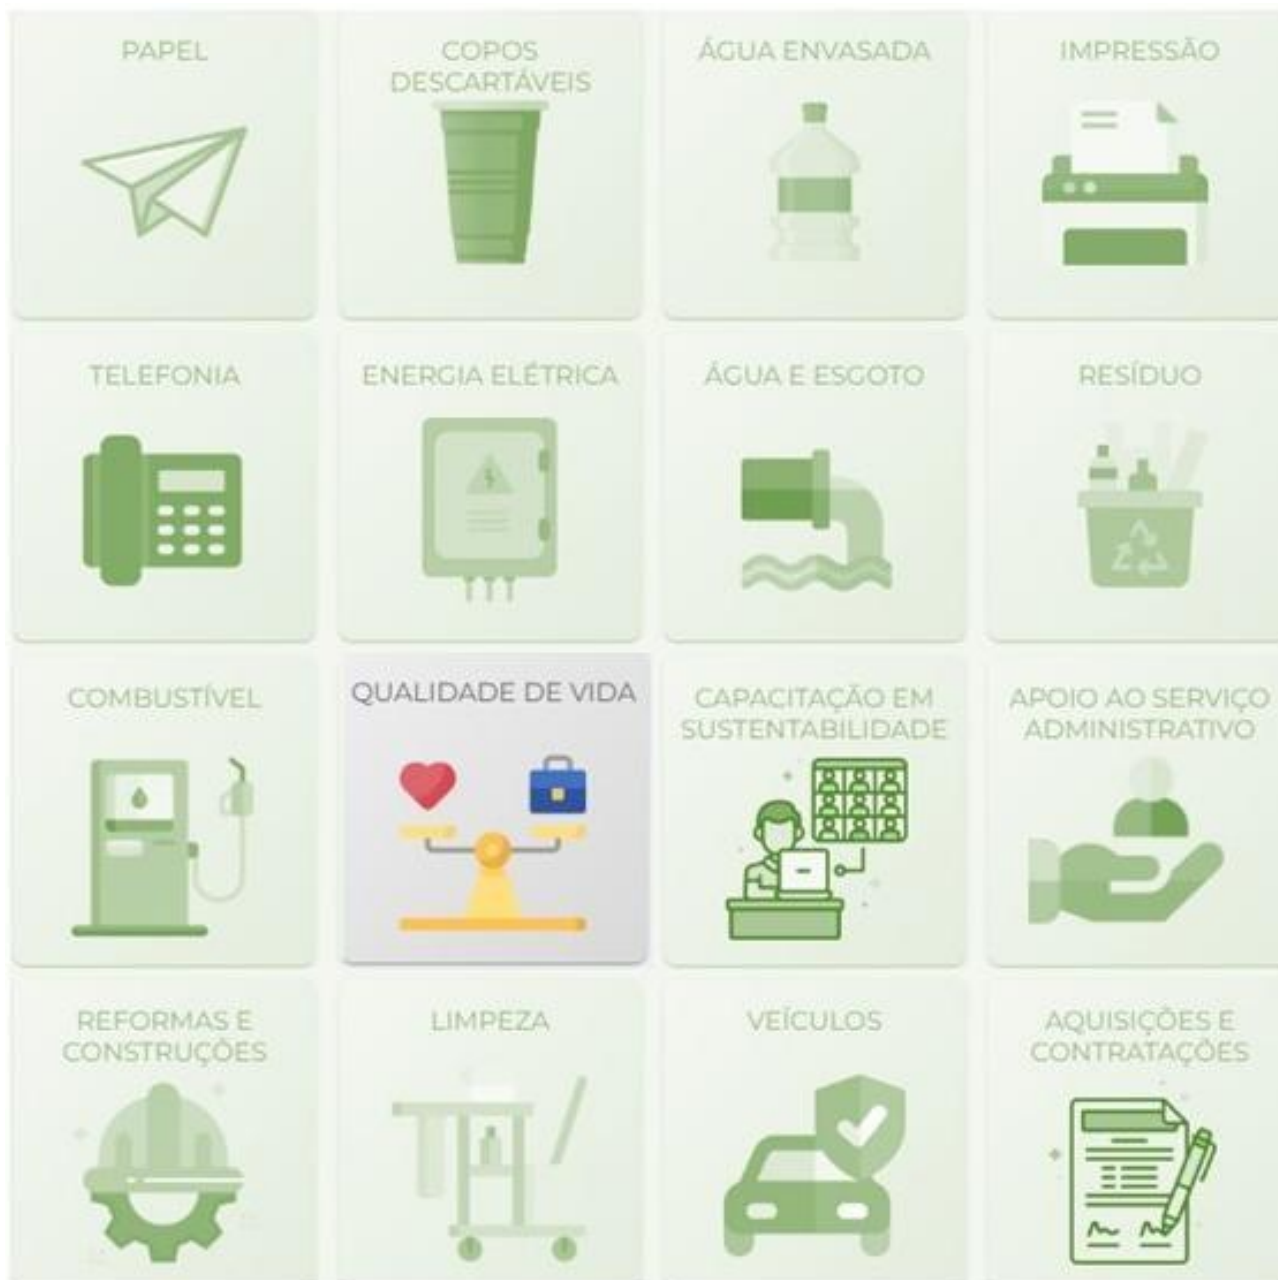 PAPEL
COPOS
DESCARTÁVEIS
ÁGUA ENVASADA
IMPRESSÃO
TELEFONIA
ENERGIA ELÉTRICA
ÁGUA E ESGOTO
RESÍDUO
COMBUSTÍVEL
QUALIDADE DE VIDA
CAPACITAÇÃO EM
SUSTENTABILIDADE
APOIO AO SERVIÇO
ADMINISTRATIVO
REFORMAS E
CONSTRUÇÕES
LIMPEZA
VEÍCULOS
AQUISIÇÕES E
CONTRATAÇÕES